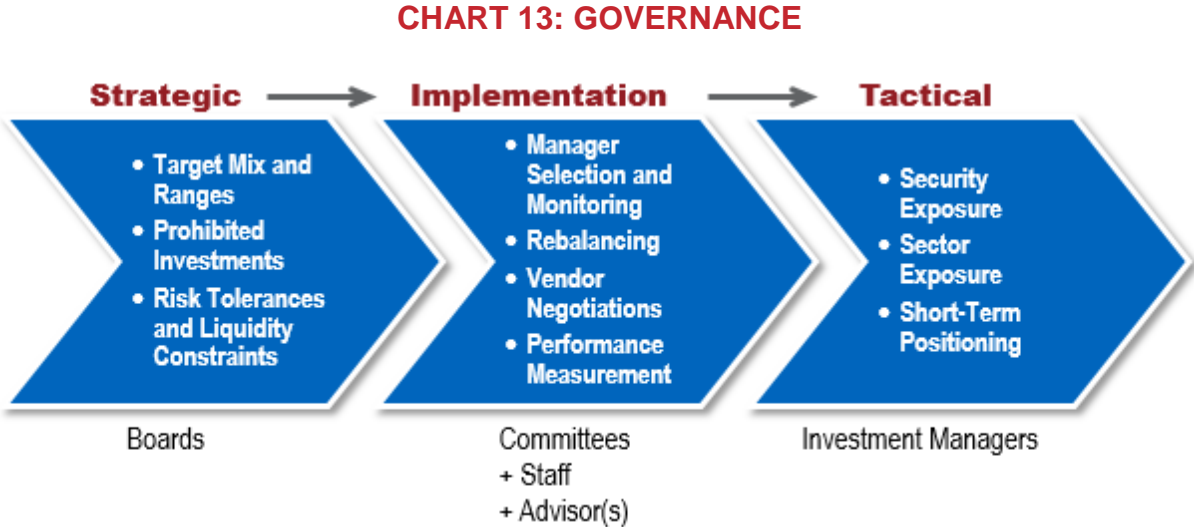 CHART 13: GOVERNANCE
Strategic
Implementation
Tactical
• Target Mix and
Ranges
• Prohibited
Investments
• Risk Tolerances
and Liquidity
Constraints
• Manager
Selection and
Monitoring
• Rebalancing
• Vendor
Negotiations
• Performance
Measurement
• Security
Exposure
• Sector
Exposure
• Short-Term
Positioning
Boards
Committees
+ Staff
+ Advisor(s)
Investment Managers